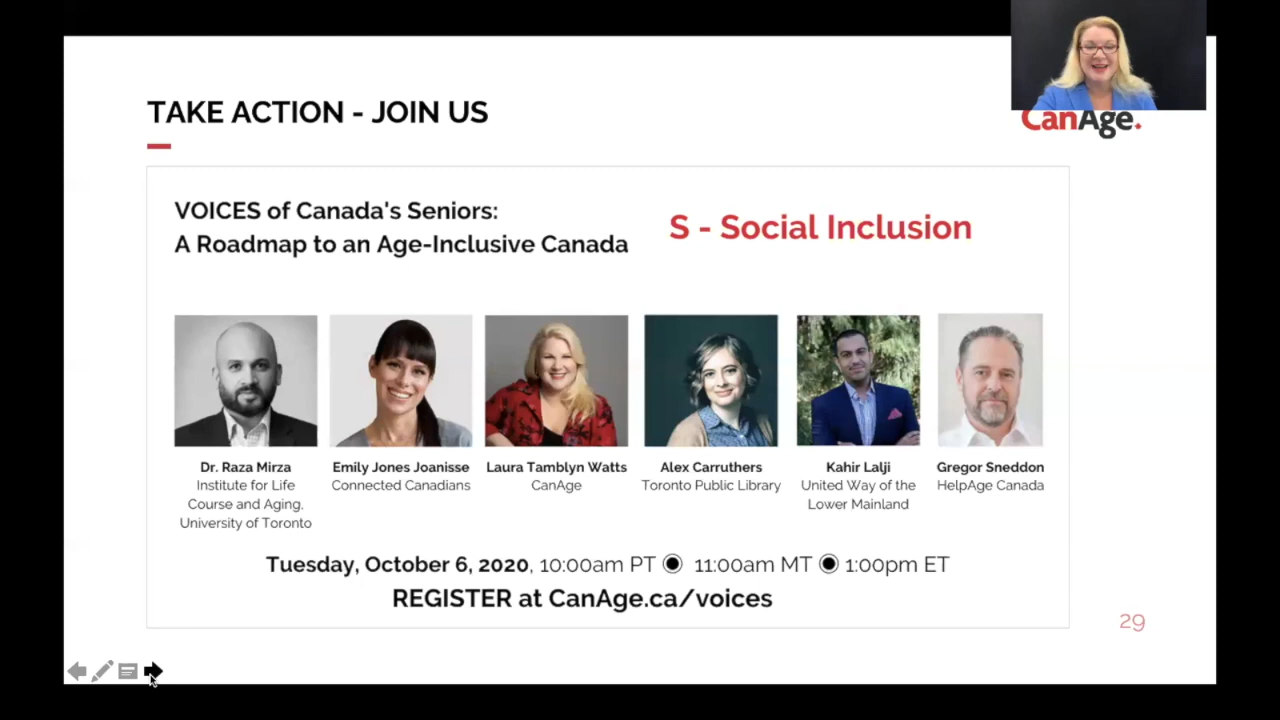 TAKE ACTION - JOIN US
CanAge.
VOICES of Canada's Seniors:
A Roadmap to an Age-Inclusive Canada
S - Social Inclusion
Dr. Raza Mirza
Institute for Life
Course and Aging,
University of Toronto
Emily Jones Joanisse
Connected Canadians
Laura Tamblyn Watts
CanAge
Alex Carruthers
Toronto Public Library
Kahir Lalji
United Way of the
Lower Mainland
Gregor Sneddon
HelpAge Canada
Tuesday, October 6, 2020, 10:00am PT ◉ 11:00am MT ◉ 1:00pm ET
REGISTER at CanAge.ca/voices
29